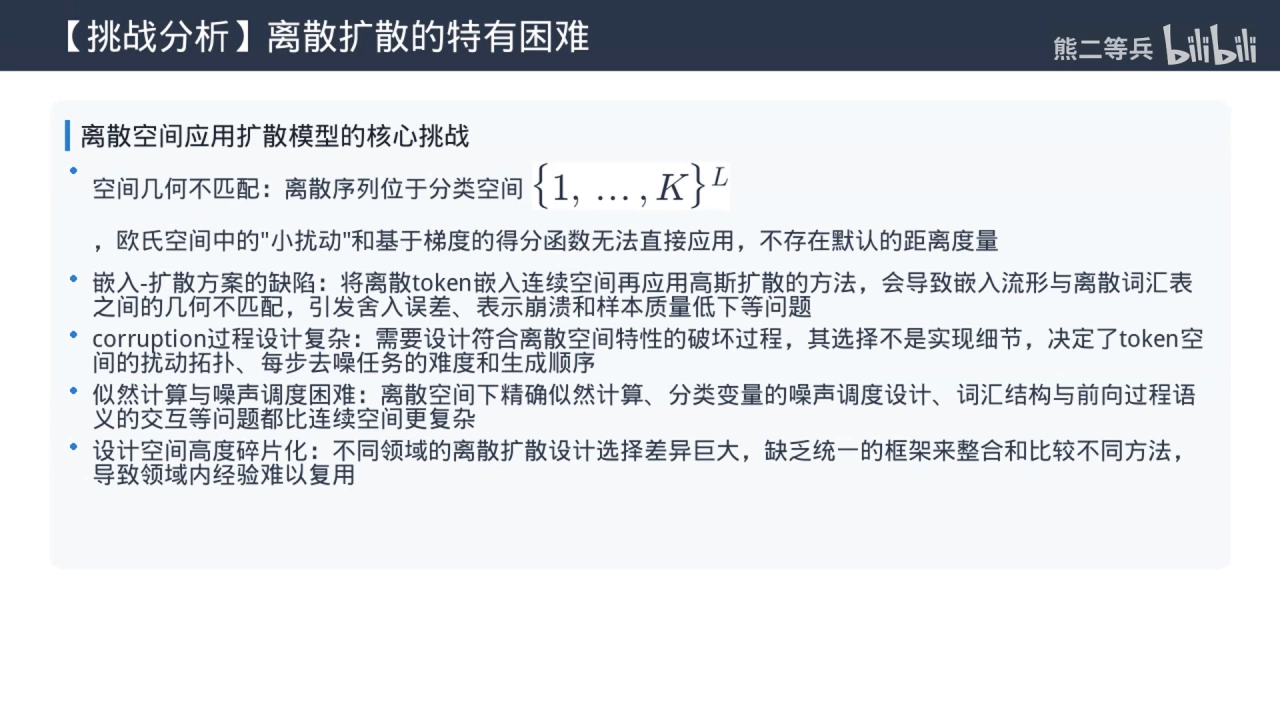 【挑战分析】离散扩散的特有困难
熊二等兵 bilibili
离散空间应用扩散模型的核心挑战
• 空间几何不匹配：离散序列位于分类空间 {1, …, K}^L
，欧氏空间中的"小扰动"和基于梯度的得分函数无法直接应用，不存在默认的距离度量
• 嵌入-扩散方案的缺陷：将离散token嵌入连续空间再应用高斯扩散的方法，会导致嵌入流形与离散词汇表
之间的几何不匹配，引发舍入误差、表示崩溃和样本质量低下等问题
• corruption过程设计复杂：需要设计符合离散空间特性的破坏过程，其选择不是实现细节，决定了token空
间的扰动拓扑、每步去噪任务的难度和生成顺序
• 似然计算与噪声调度困难：离散空间下精确似然计算、分类变量的噪声调度设计、词汇结构与前向过程语
义的交互等问题都比连续空间更复杂
• 设计空间高度碎片化：不同领域的离散扩散设计选择差异巨大，缺乏统一的框架来整合和比较不同方法，
导致领域内经验难以复用